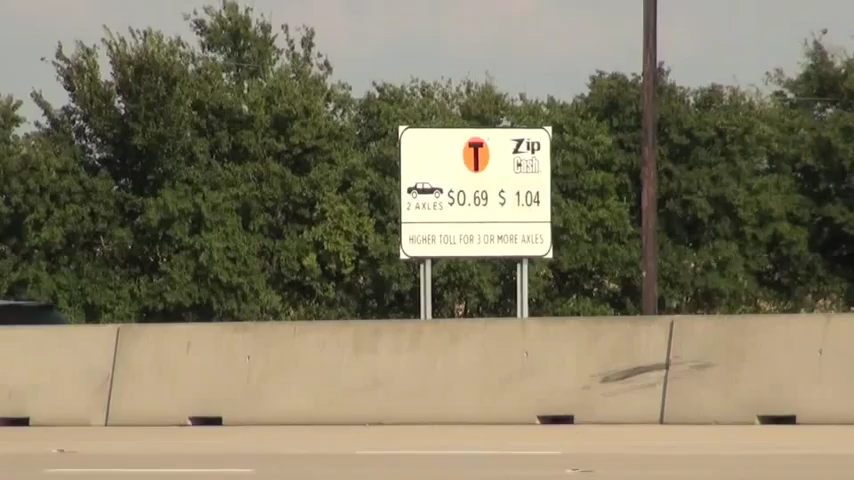 T Zip
Cash
2 AXLES $0.69 $ 1.04
HIGHER TOLL FOR 3 OR MORE AXLES